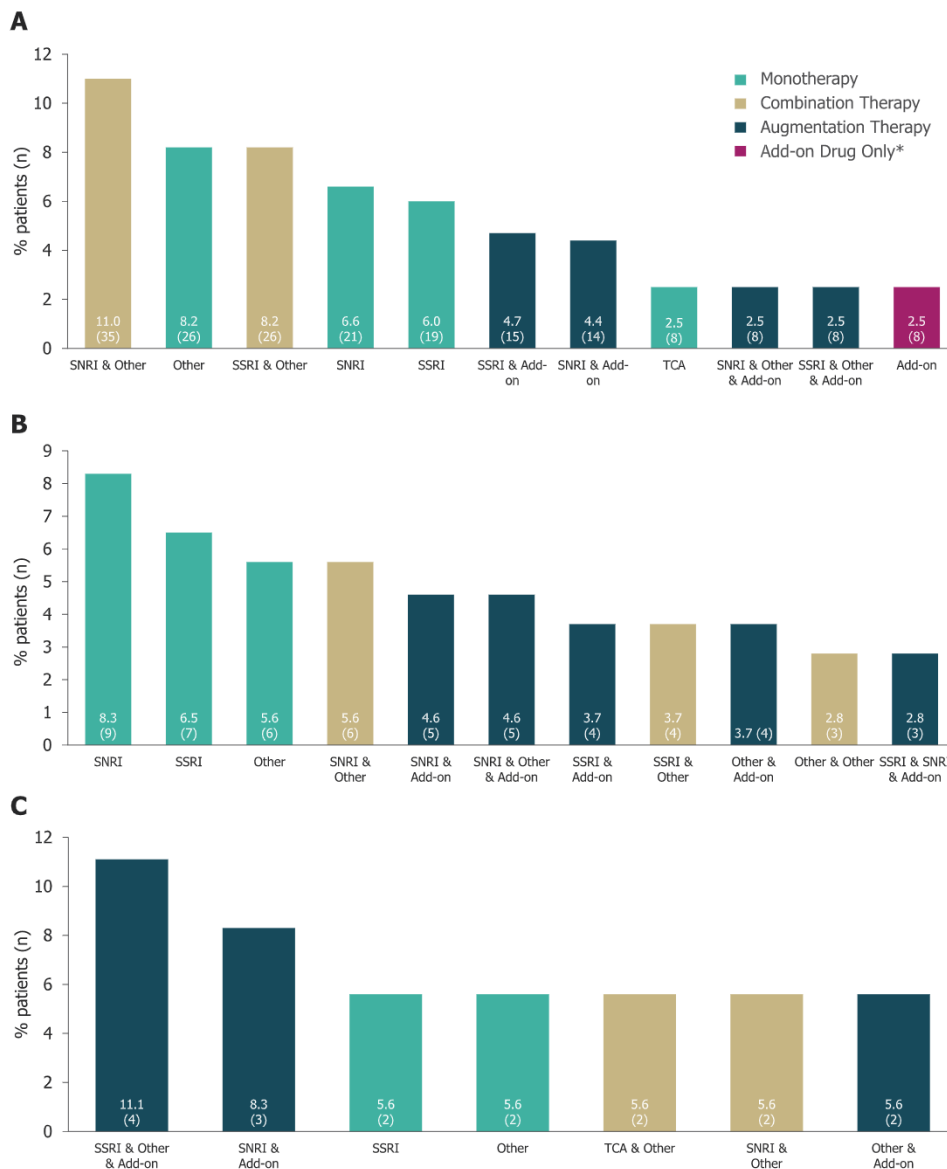 A
12
10
8
6
4
2
0
% patients (n)
Monotherapy
Combination Therapy
Augmentation Therapy
Add-on Drug Only*
11.0
(35)
8.2
(26)
8.2
(26)
6.6
(21)
6.0
(19)
4.7
(15)
4.4
(14)
2.5
(8)
2.5
(8)
2.5
(8)
2.5
(8)
SNRI & Other
Other
SSRI & Other
SNRI
SSRI
SSRI & Add-
on
SNRI & Add-
on
TCA
SNRI & Other
& Add-on
SSRI & Other
& Add-on
Add-on
B
9
8
7
6
5
4
3
2
1
0
% patients (n)
8.3
(9)
6.5
(7)
5.6
(6)
5.6
(6)
4.6
(5)
4.6
(5)
3.7
(4)
3.7
(4)
3.7 (4)
2.8
(3)
2.8
(3)
SNRI
SSRI
Other
SNRI &
Other
SNRI &
Add-on
SNRI & Other
& Add-on
SSRI &
Add-on
SSRI &
Other
Other &
Add-on
Other & Other
SSRI & SNRI
& Add-on
C
12
10
8
6
4
2
0
% patients (n)
11.1
(4)
8.3
(3)
5.6
(2)
5.6
(2)
5.6
(2)
5.6
(2)
5.6
(2)
SSRI & Other
& Add-on
SNRI &
Add-on
SSRI
Other
TCA & Other
SNRI &
Other
Other &
Add-on